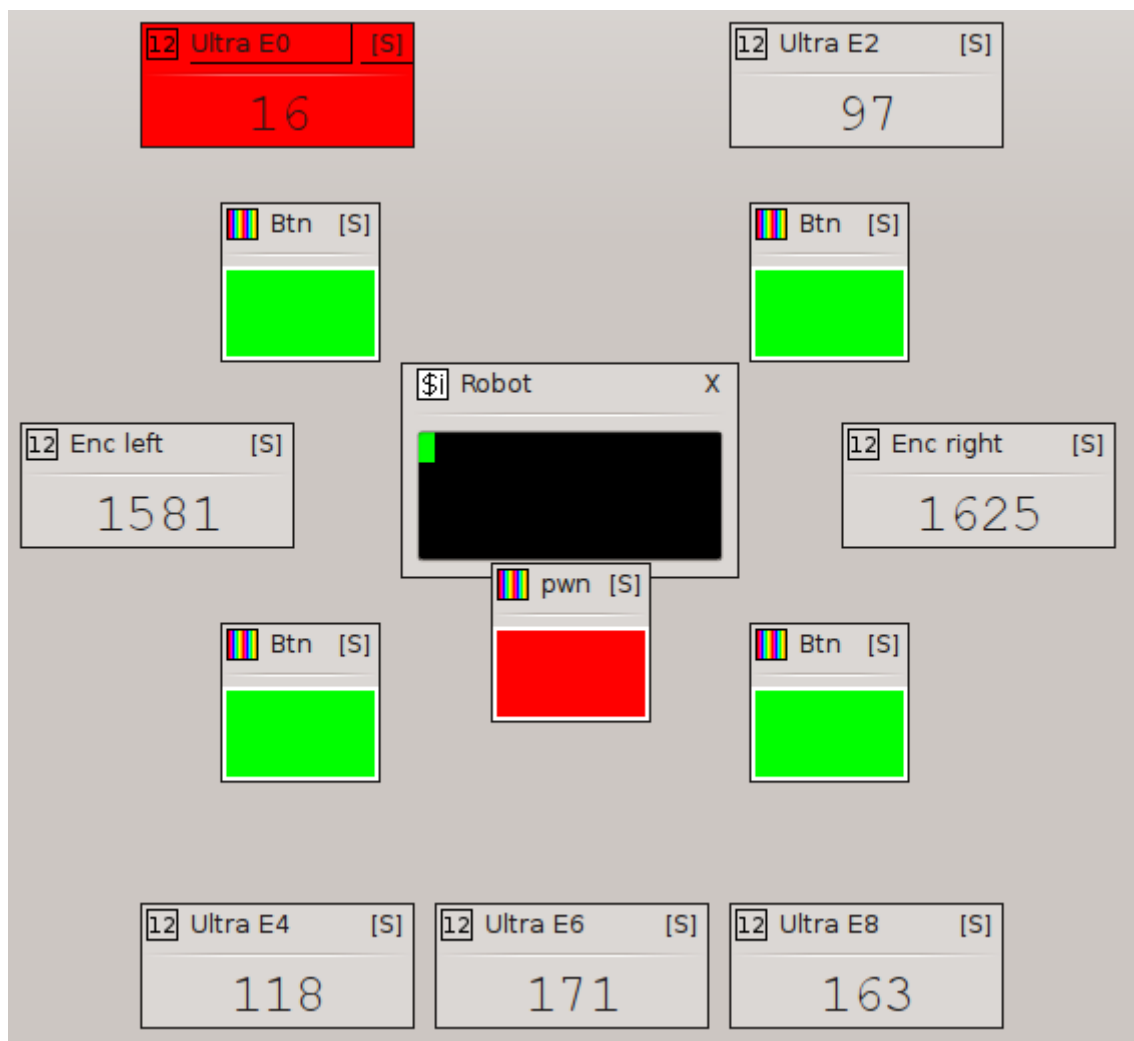 12 Ultra E0 [S]
16
12 Ultra E2 [S]
97
Btn [S]
Btn [S]
$i Robot X
12 Enc left [S]
1581
12 Enc right [S]
1625
pwn [S]
Btn [S]
Btn [S]
12 Ultra E4 [S]
118
12 Ultra E6 [S]
171
12 Ultra E8 [S]
163